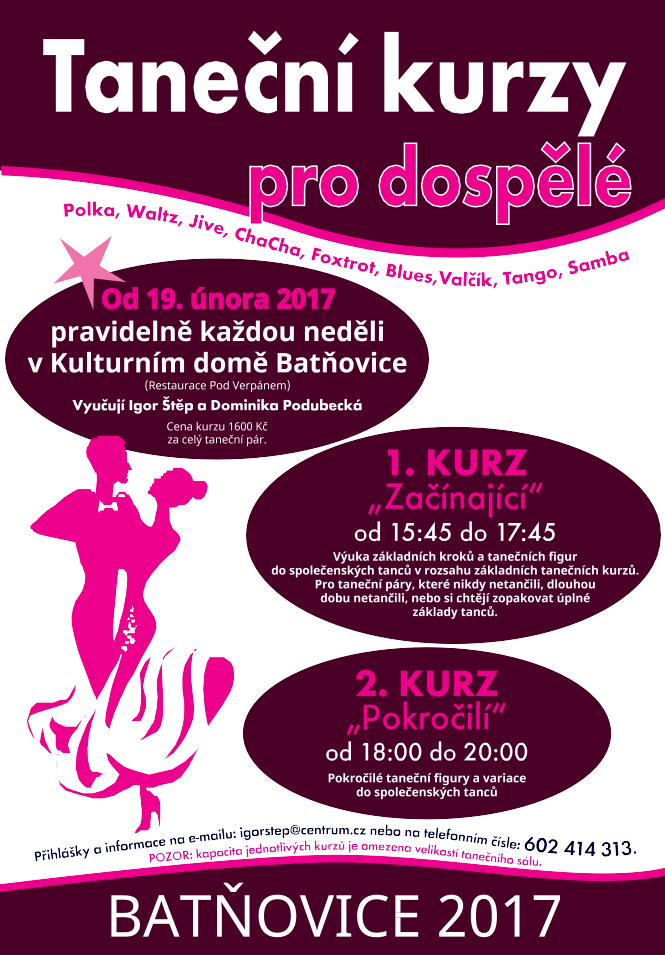 Taneční kurzy
pro dospělé
Polka, Waltz, Jive, ChaCha, Foxtrot, Blues,Valčík, Tango, Samba
Od 19. února 2017
pravidelně každou neděli
v Kulturním domě Batňovice
(Restaurace Pod Verpánem)
Vyučují Igor Štěp a Dominika Podubecká
Cena kurzu 1600 Kč
za celý taneční pár.
1. KURZ
„Začínající“
od 15:45 do 17:45
Výuka základních kroků a tanečních figur
do společenských tanců v rozsahu základních tanečních kurzů.
Pro taneční páry, které nikdy netančili, dlouhou
dobu netančili, nebo si chtějí zopakovat úplné
základy tanců.
2. KURZ
„Pokročilí“
od 18:00 do 20:00
Pokročilé taneční figury a variace
do společenských tanců
Přihlášky a informace na e-mailu: igorstep@centrum.cz nebo na telefonním čísle: 602 414 313.
POZOR: kapacita jednotlivých kurzů je omezena velikostí tanečního sálu.
BATŇOVICE 2017